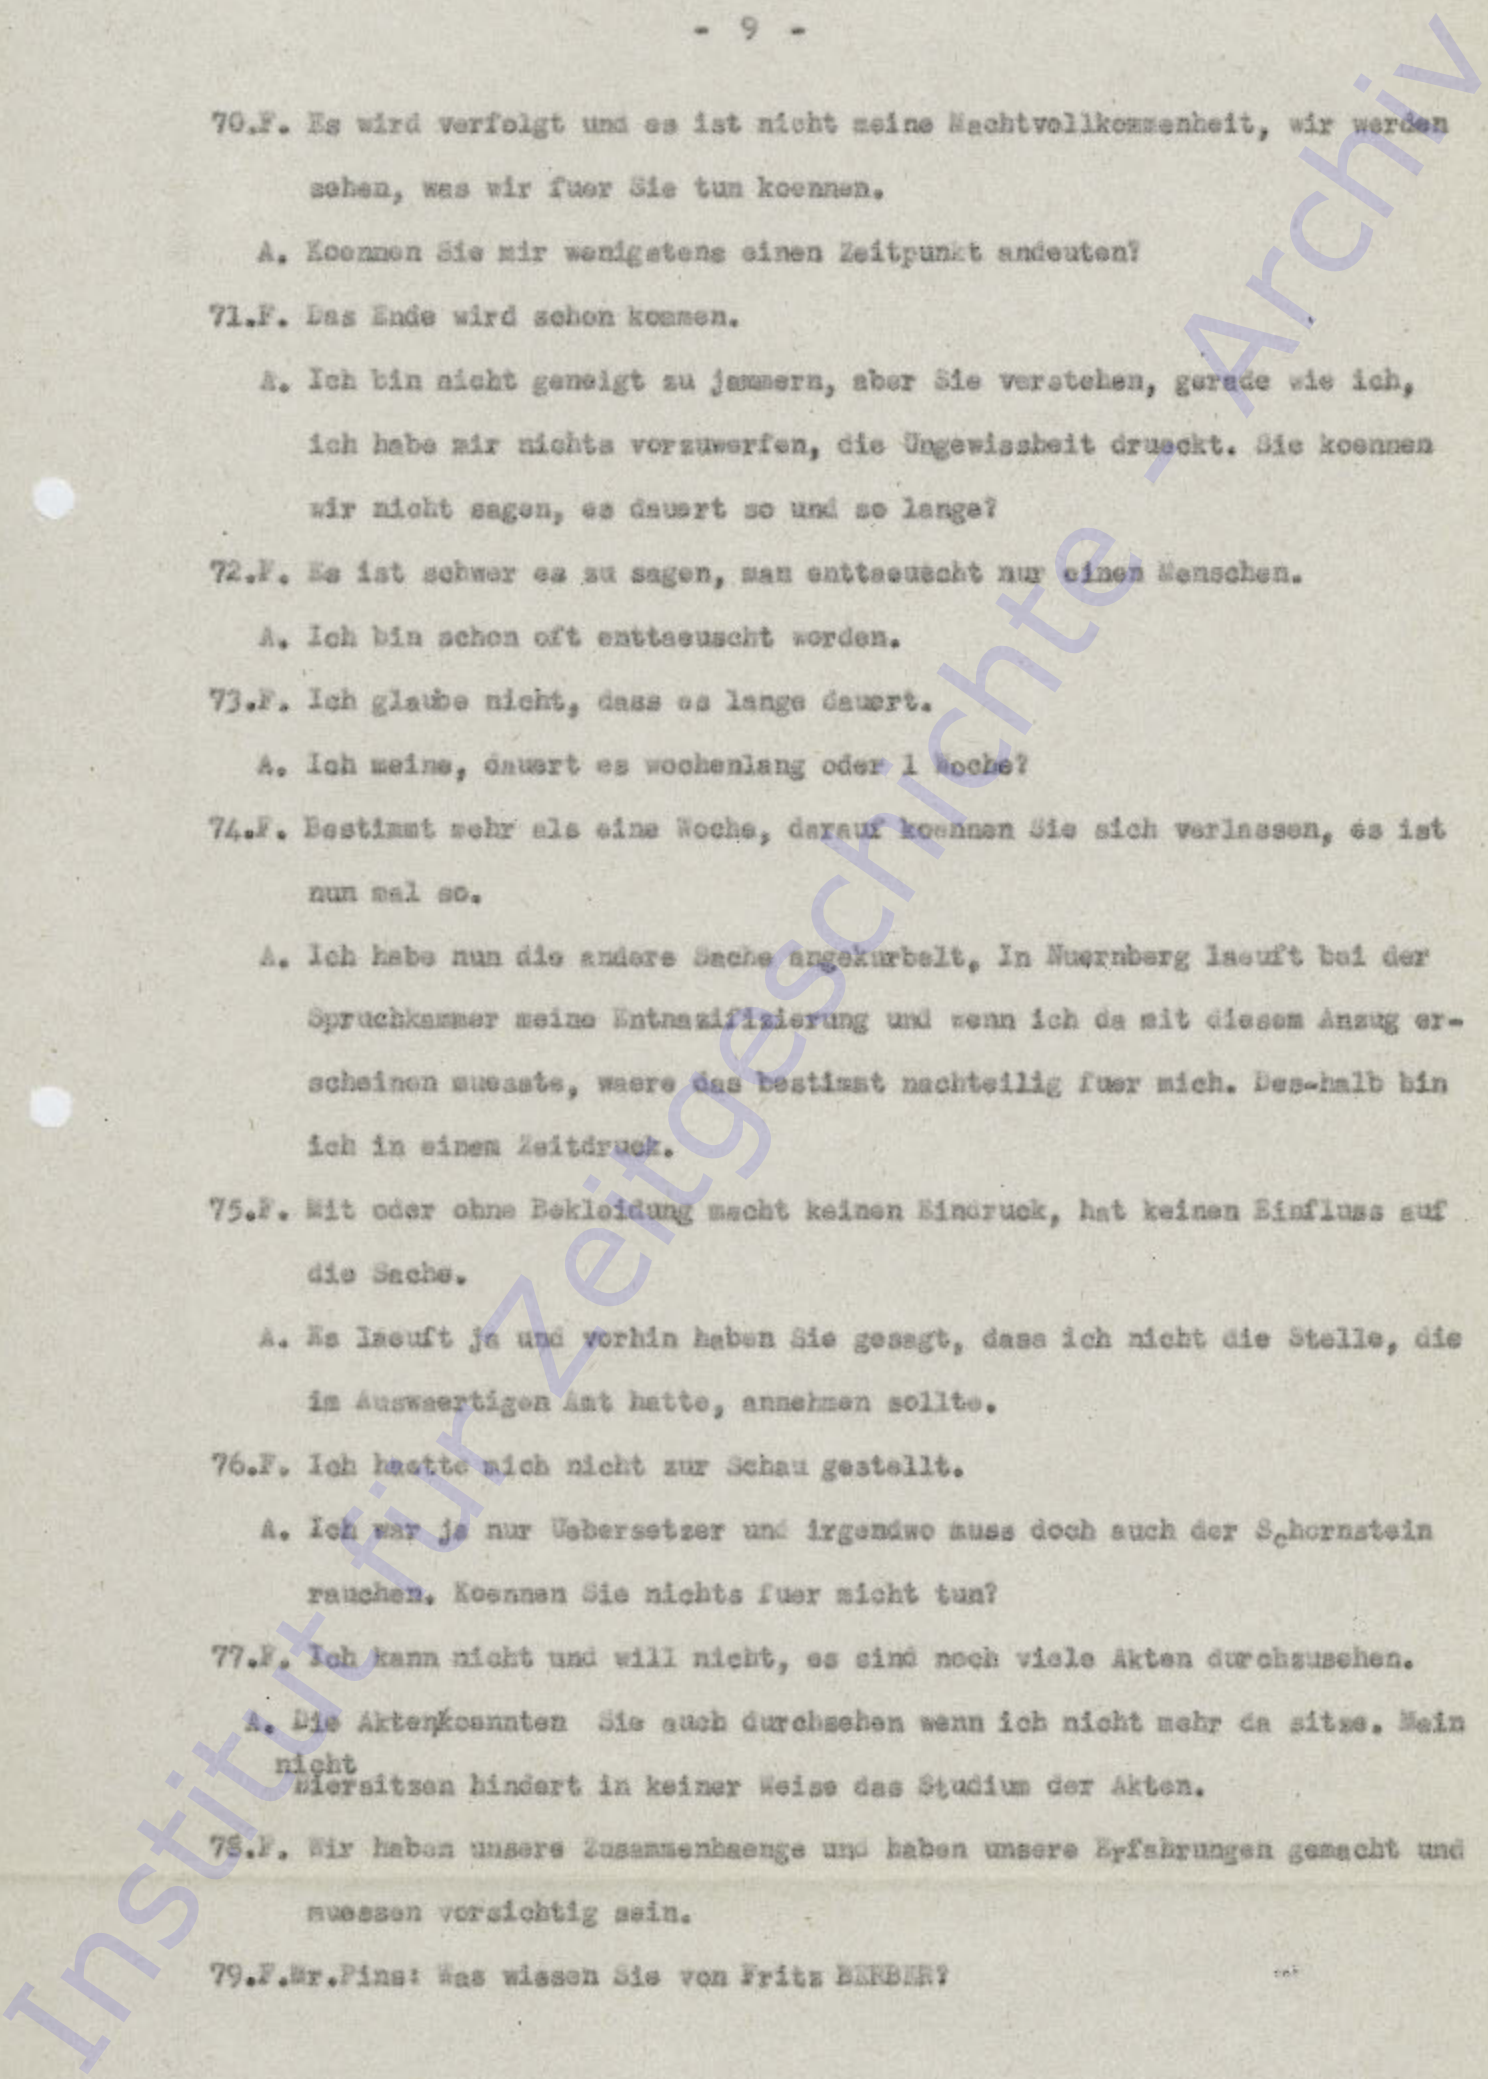 - 9 -
70.F. Es wird verfolgt und es ist nicht meine Machtvollkommenheit, wir werden
sehen, was wir fuer Sie tun koennen.
A. Koennen Sie mir wenigstens einen Zeitpunkt andeuten?
71.F. Das Ende wird schon kommen.
A. Ich bin nicht geneigt zu jammern, aber Sie verstehen, gerade wie ich,
ich habe mir nichts vorzuwerfen, die Ungewissheit drueckt. Sie koennen
mir nicht sagen, es dauert so und so lange?
72.F. Es ist schwer es zu sagen, man enttaeuscht nur einen Menschen.
A. Ich bin schon oft enttaeuscht worden.
73.F. Ich glaube nicht, dass es lange dauert.
A. Ich meine, dauert es wochenlang oder 1 Woche?
74.F. Bestimmt mehr als eine Woche, darauf koennen Sie sich verlassen, es ist
nun mal so.
A. Ich habe nun die andere Sache angekurbelt, In Nuernberg laeuft bei der
Spruchkammer meine Entnazifizierung und wenn ich da mit diesem Anzug er-
scheinen muesste, waere das bestimmt nachteilig fuer mich. Des-halb bin
ich in einem Zeitdruck.
75.F. Mit oder ohne Bekleidung macht keinen Eindruck, hat keinen Einfluss auf
die Sache.
A. Es laeuft ja und vorhin haben Sie gesagt, dass ich nicht die Stelle, die
im Auswaertigen Amt hatte, annehmen sollte.
76.F. Ich haette mich nicht zur Schau gestellt.
A. Ich war ja nur Uebersetzer und irgendwo muss doch auch der Schornstein
rauchen. Koennen Sie nichts fuer micht tun?
77.F. Ich kann nicht und will nicht, es sind noch viele Akten durchzusehen.
A. Die Akten koennten Sie auch durchsehen wenn ich nicht mehr da sitze. Mein
nicht
hiersitzen hindert in keiner Weise das Studium der Akten.
78.F. Wir haben unsere Zusammenhaenge und haben unsere Erfahrungen gemacht und
muessen vorsichtig sein.
79.F.Mr.Pins: Was wissen Sie von Fritz BERBER?
Institut für Zeitgeschichte - Archiv